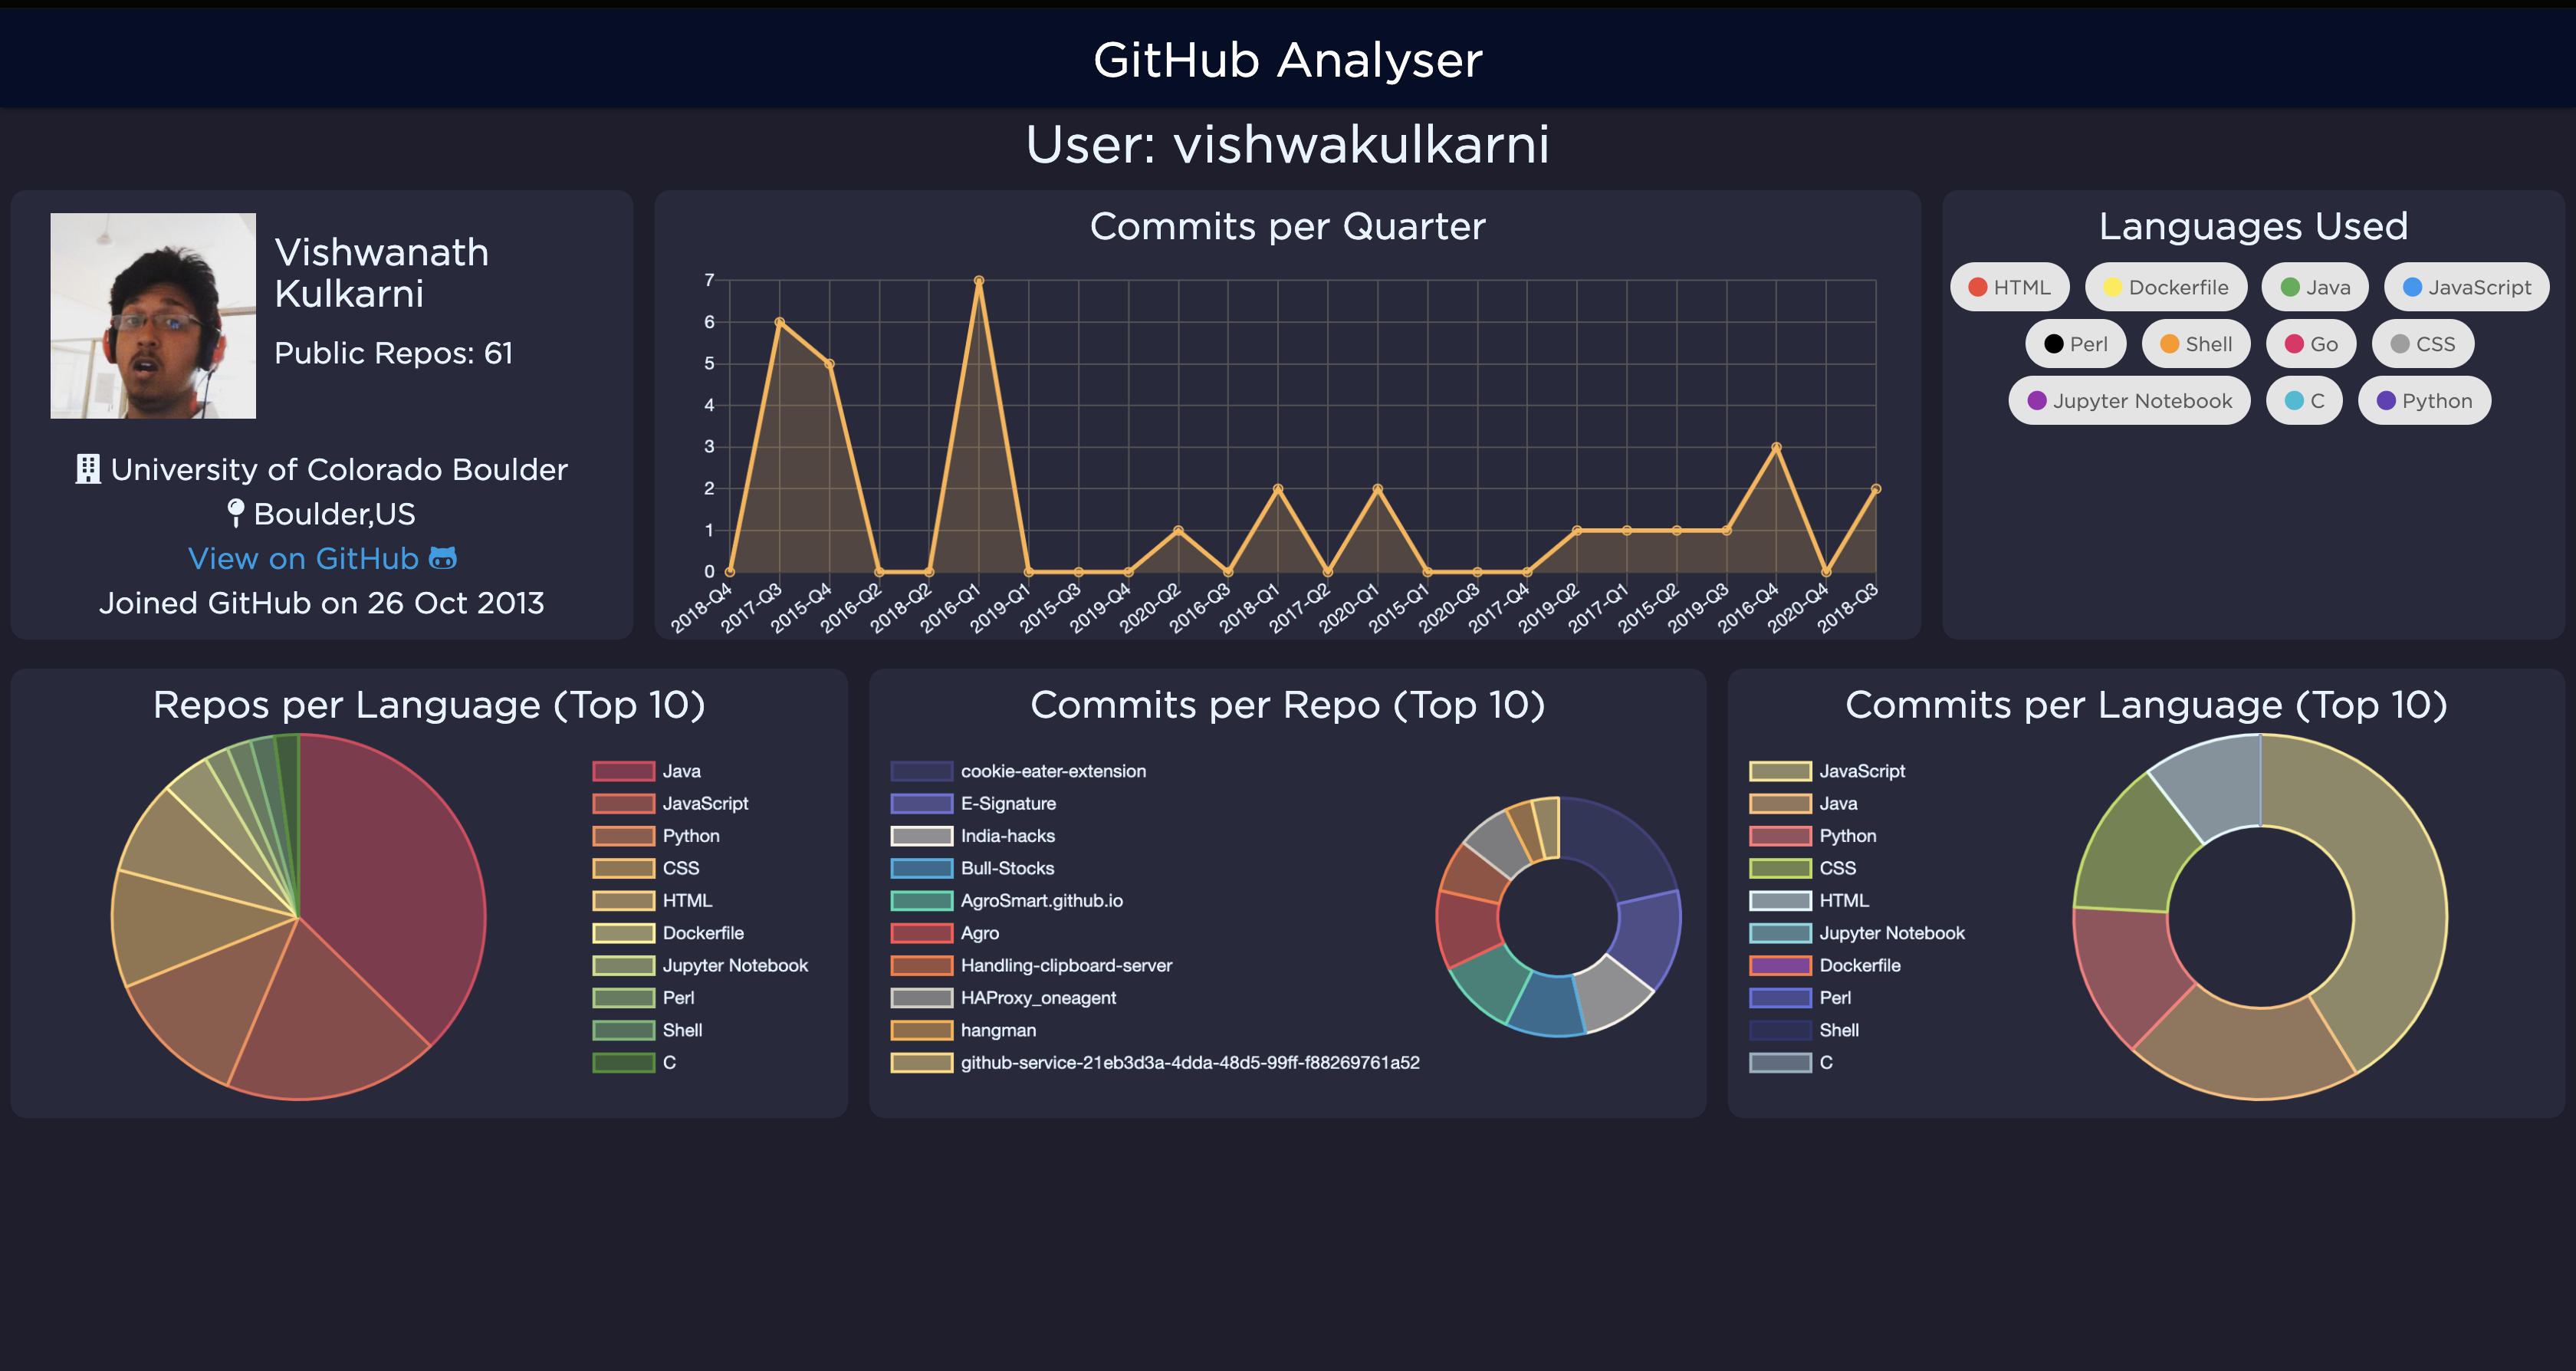 GitHub Analyser
User: vishwakulkarni
Vishwanath
Kulkarni
Public Repos: 61
University of Colorado Boulder
Boulder,US
View on GitHub
Joined GitHub on 26 Oct 2013
Commits per Quarter
7
6
5
4
3
2
1
0
2018-Q4
2017-Q3
2015-Q4
2016-Q2
2018-Q2
2016-Q1
2019-Q1
2015-Q3
2019-Q4
2020-Q2
2016-Q3
2018-Q1
2017-Q2
2020-Q1
2015-Q1
2020-Q3
2017-Q4
2019-Q2
2017-Q1
2015-Q2
2019-Q3
2016-Q4
2020-Q4
2018-Q3
Languages Used
HTML Dockerfile Java JavaScript
Perl Shell Go CSS
Jupyter Notebook C Python
Repos per Language (Top 10)
Java
JavaScript
Python
CSS
HTML
Dockerfile
Jupyter Notebook
Perl
Shell
C
Commits per Repo (Top 10)
cookie-eater-extension
E-Signature
India-hacks
Bull-Stocks
AgroSmart.github.io
Agro
Handling-clipboard-server
HAProxy_oneagent
hangman
github-service-21eb3d3a-4dda-48d5-99ff-f88269761a52
Commits per Language (Top 10)
JavaScript
Java
Python
CSS
HTML
Jupyter Notebook
Dockerfile
Perl
Shell
C